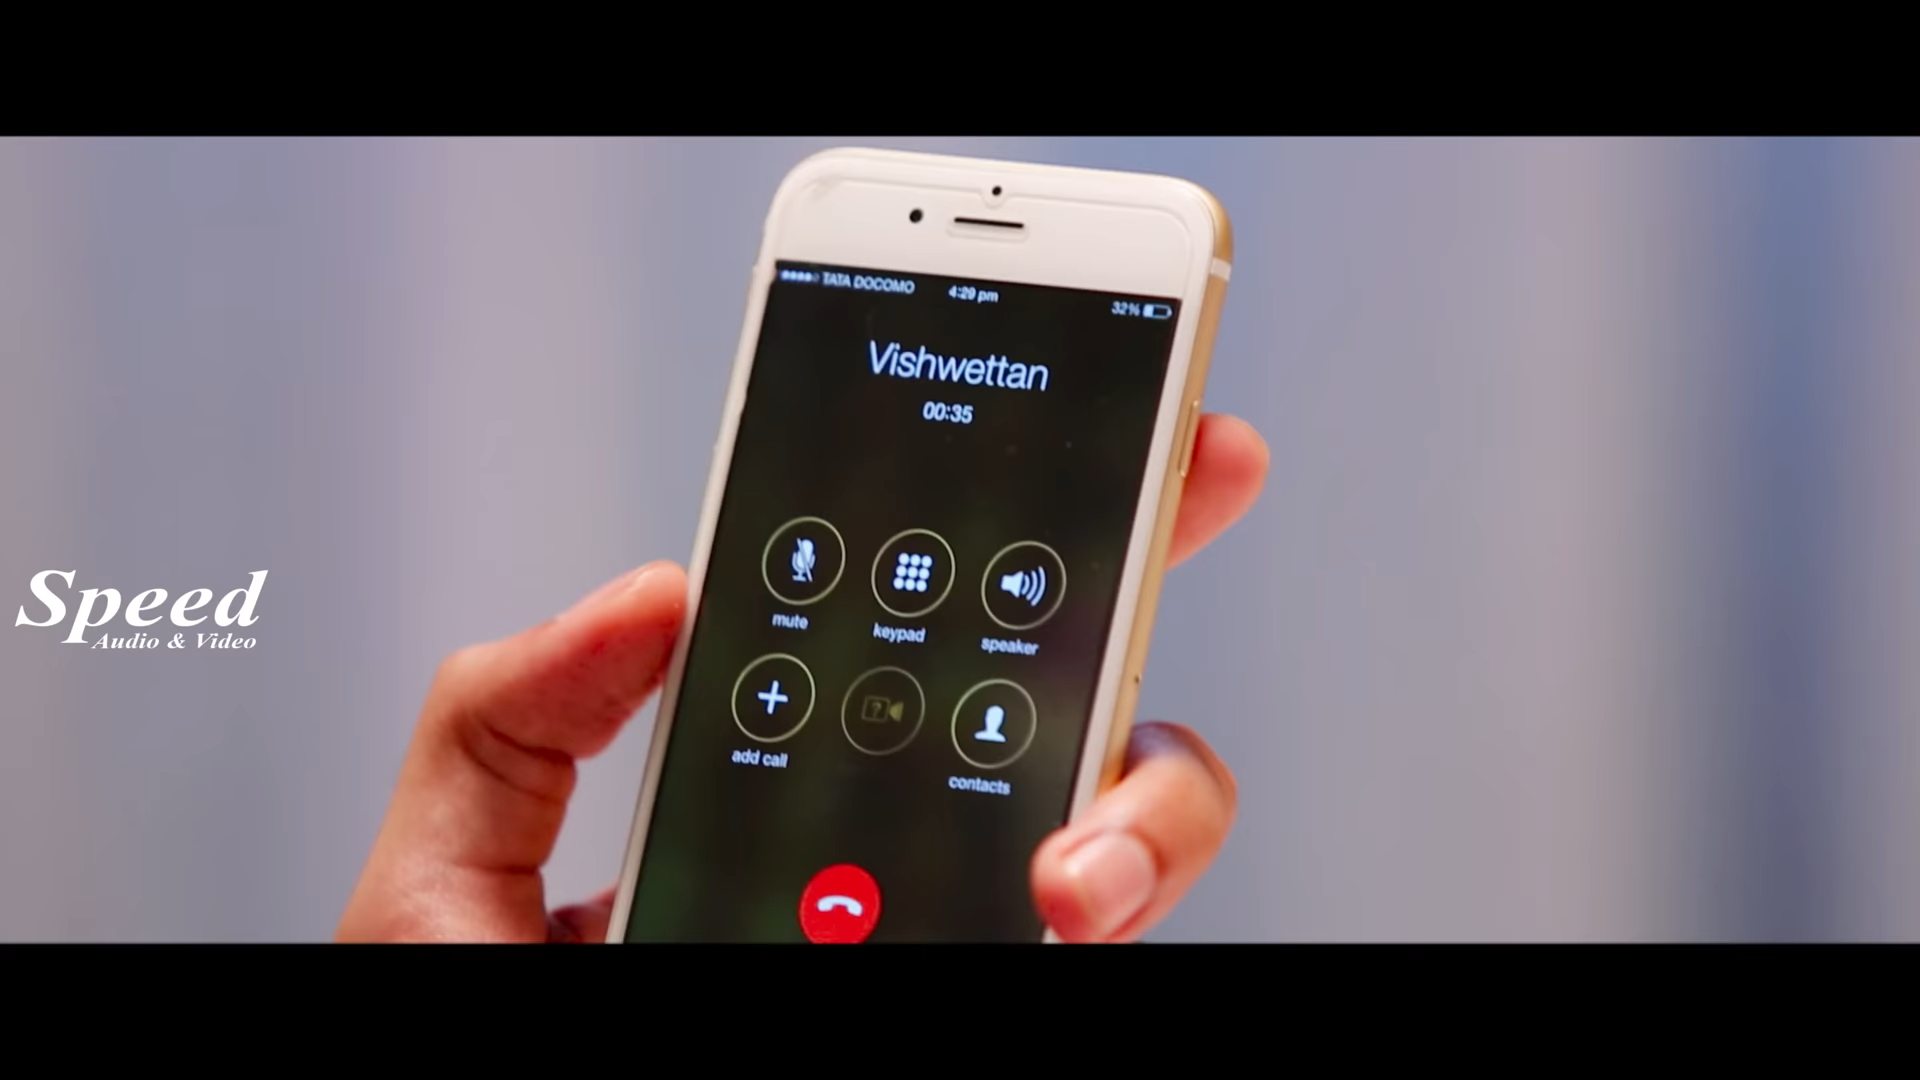 TATA DOCOMO 4:29 pm 32%
Vishwettan
00:35
mute keypad speaker
add call contacts
Speed
Audio & Video